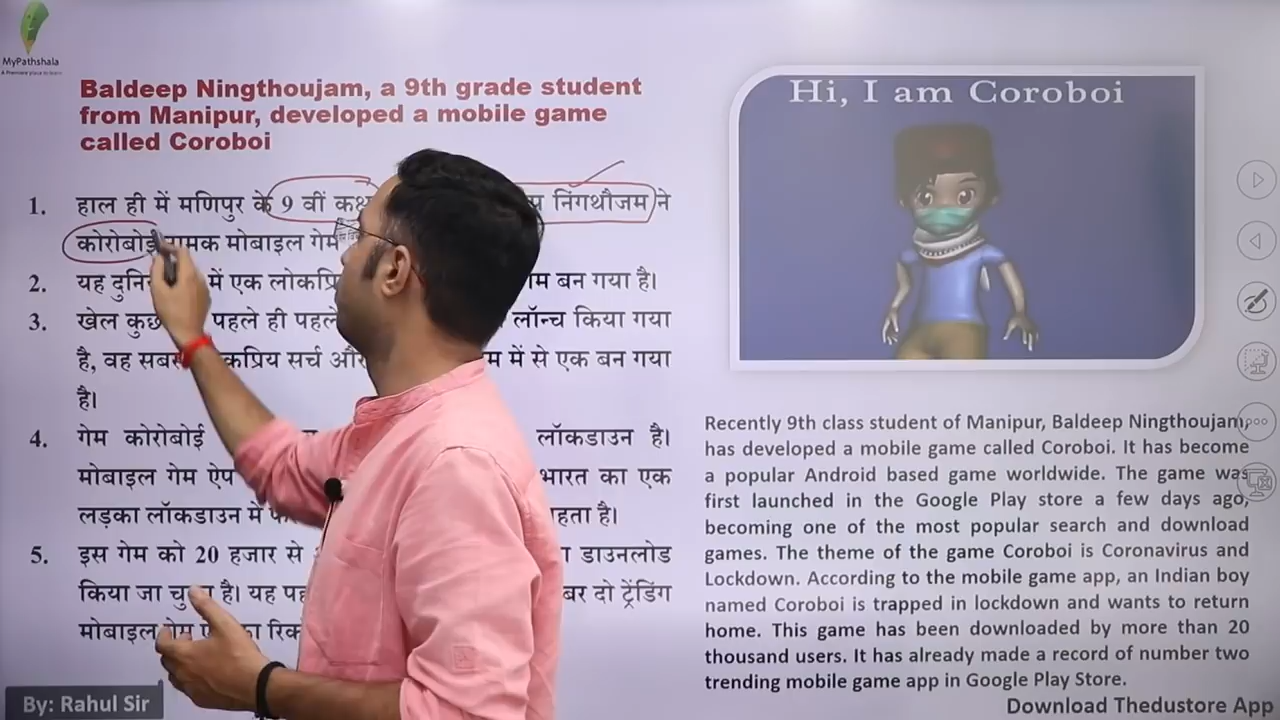 MyPathshala
Baldeep Ningthoujam, a 9th grade student
from Manipur, developed a mobile game
called Coroboi
1. हाल ही में मणिपुर के 9 वीं निंगथौजम ने
कोरोबोई नामक मोबाइल गेम
2. यह में एक बन गया है।
3. खेल कुछ पहले ही लॉन्च किया गया
है, वह सर्च और में से एक बन गया
है।
4. गेम कोरोबोई लॉकडाउन है।
मोबाइल गेम ऐप भारत का एक
लड़का लॉकडाउन में
5. इस गेम को 20 हजार से डाउनलोड
किया जा है। यह दो ट्रेंडिंग
मोबाइल गेम
Hi, I am Coroboi
Recently 9th class student of Manipur, Baldeep Ningthoujam,
has developed a mobile game called Coroboi. It has become
a popular Android based game worldwide. The game was
first launched in the Google Play store a few days ago,
becoming one of the most popular search and download
games. The theme of the game Coroboi is Coronavirus and
Lockdown. According to the mobile game app, an Indian boy
named Coroboi is trapped in lockdown and wants to return
home. This game has been downloaded by more than 20
thousand users. It has already made a record of number two
trending mobile game app in Google Play Store.
By: Rahul Sir
Download Thedustore App